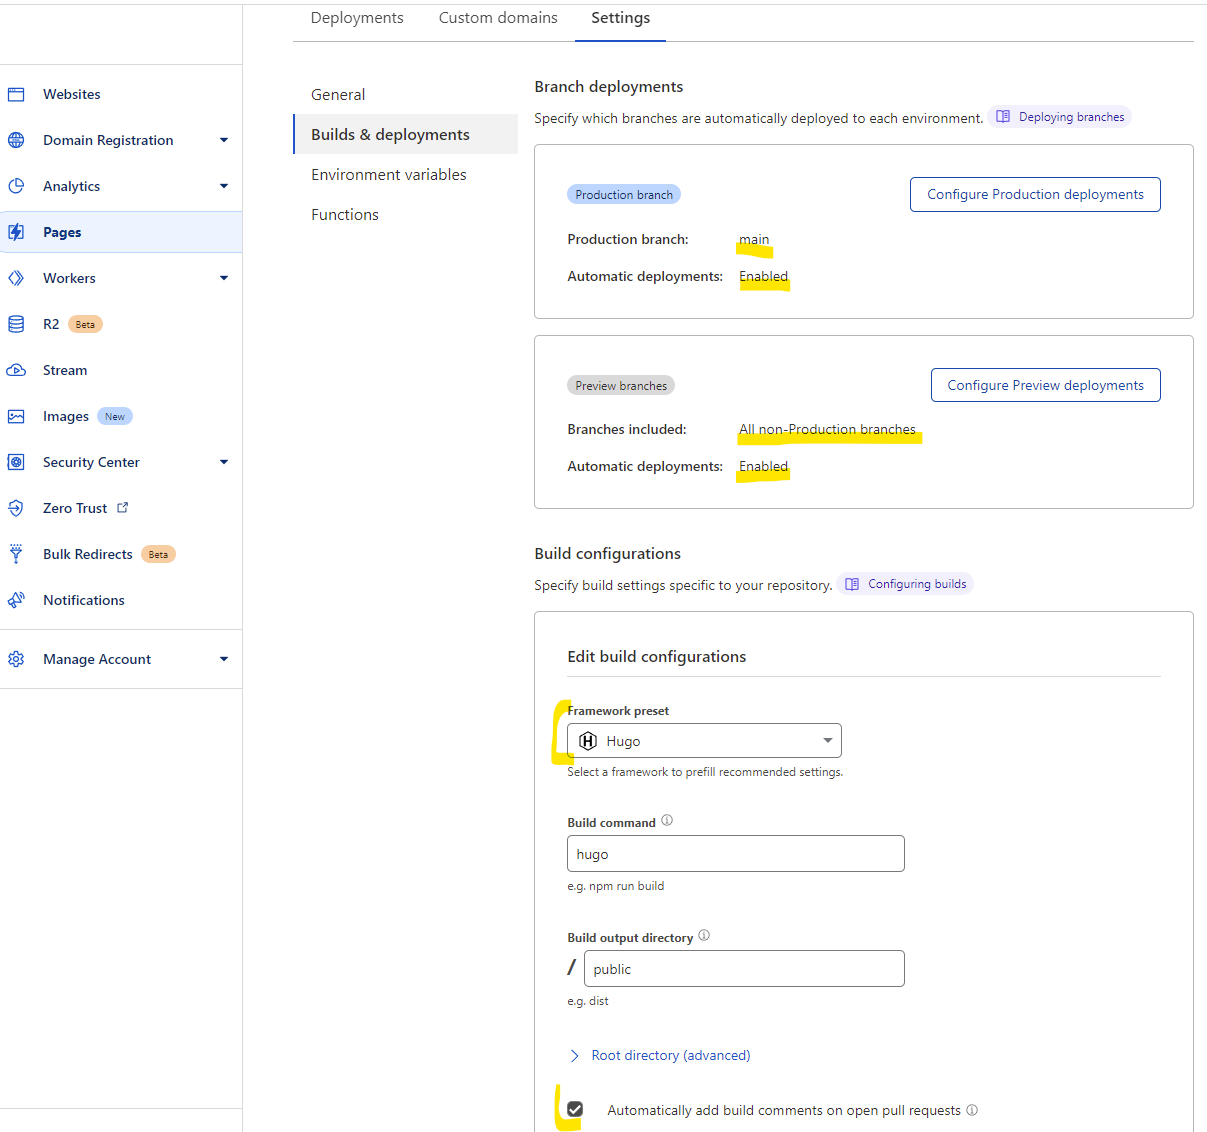 Deployments
Custom domains
Settings
Websites
Domain Registration
Analytics
Pages
Workers
R2 Beta
Stream
Images New
Security Center
Zero Trust
Bulk Redirects Beta
Notifications
Manage Account
General
Builds & deployments
Environment variables
Functions
Branch deployments
Specify which branches are automatically deployed to each environment. Deploying branches
Production branch
Configure Production deployments
Production branch: main
Automatic deployments: Enabled
Preview branches
Configure Preview deployments
Branches included: All non-Production branches
Automatic deployments: Enabled
Build configurations
Specify build settings specific to your repository. Configuring builds
Edit build configurations
Framework preset
Hugo
Select a framework to prefill recommended settings.
Build command
hugo
e.g. npm run build
Build output directory
/ public
e.g. dist
Root directory (advanced)
Automatically add build comments on open pull requests